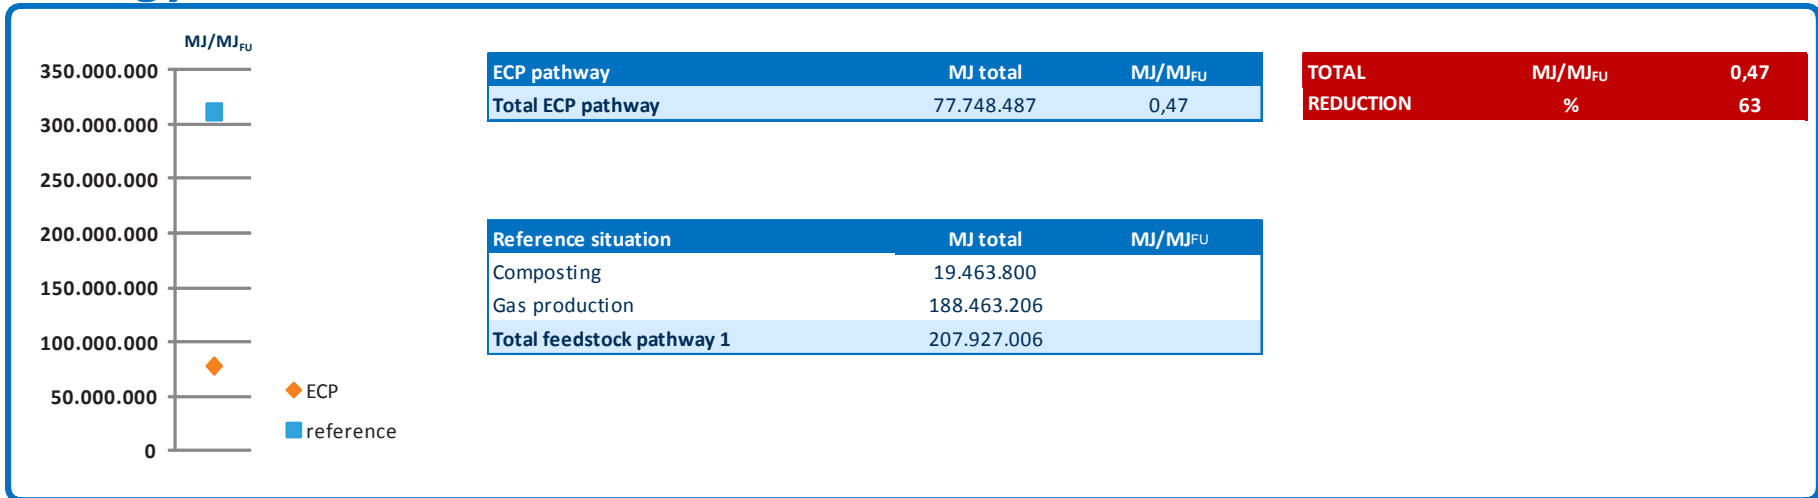 MJ/MJFU
350.000.000
300.000.000
250.000.000
200.000.000
150.000.000
100.000.000
50.000.000
0
ECP
reference
ECP pathway MJ total MJ/MJFU
Total ECP pathway 77.748.487 0,47
Reference situation MJ total MJ/MJFU
Composting 19.463.800
Gas production 188.463.206
Total feedstock pathway 1 207.927.006
TOTAL MJ/MJFU 0,47
REDUCTION % 63